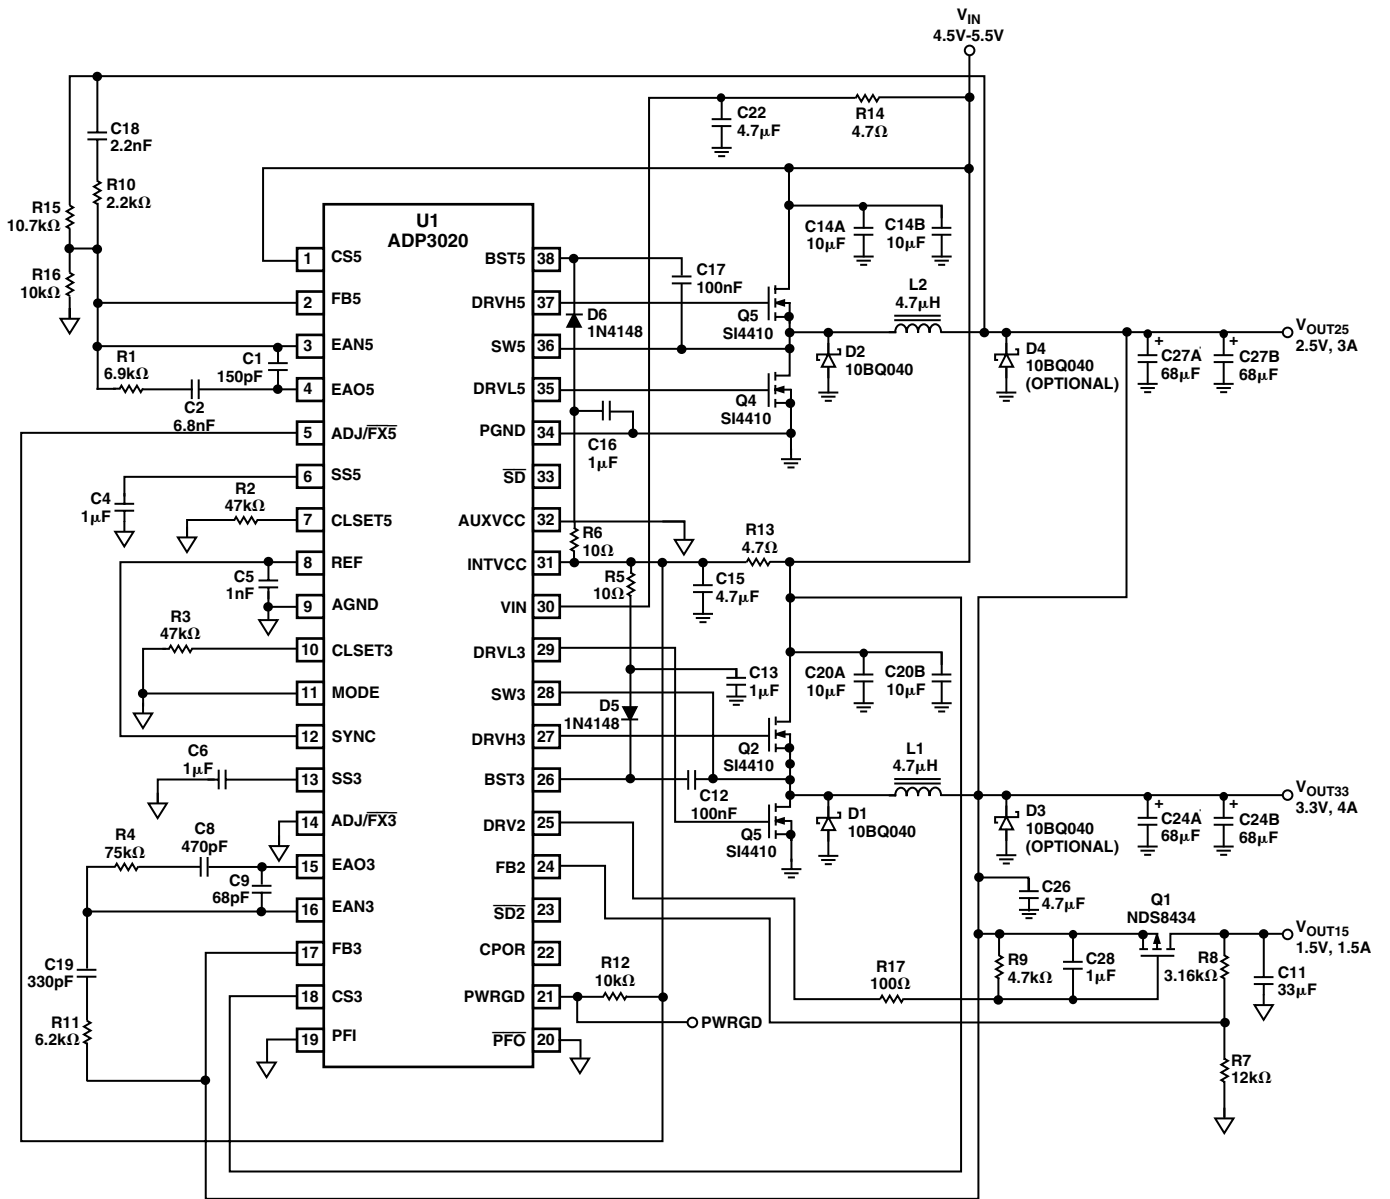 VIN
4.5V-5.5V
C18
2.2nF
C22
4.7μF
R14
4.7Ω
R10
2.2kΩ
R15
10.7kΩ
R16
10kΩ
U1
ADP3020
C14A
10μF
C14B
10μF
C17
100nF
L2
4.7μH
D6
1N4148
Q5
SI4410
D2
10BQ040
D4
10BQ040
(OPTIONAL)
C27A
68μF
C27B
68μF
VOUT25
2.5V, 3A
R1
6.9kΩ
C1
150pF
C2
6.8nF
Q4
SI4410
C16
1μF
C4
1μF
R2
47kΩ
R6
10Ω
R13
4.7Ω
C5
1nF
R5
10Ω
C15
4.7μF
R3
47kΩ
C13
1μF
C20A
10μF
C20B
10μF
D5
1N4148
Q2
SI4410
L1
4.7μH
C6
1μF
C12
100nF
Q5
SI4410
D1
10BQ040
D3
10BQ040
(OPTIONAL)
C24A
68μF
C24B
68μF
VOUT33
3.3V, 4A
R4
75kΩ
C8
470pF
C9
68pF
C26
4.7μF
Q1
NDS8434
VOUT15
1.5V, 1.5A
C19
330pF
R11
6.2kΩ
R12
10kΩ
R17
100Ω
R9
4.7kΩ
C28
1μF
R8
3.16kΩ
C11
33μF
PWRGD
R7
12kΩ
1 CS5
2 FB5
3 EAN5
4 EAO5
5 ADJ/FX5
6 SS5
7 CLSET5
8 REF
9 AGND
10 CLSET3
11 MODE
12 SYNC
13 SS3
14 ADJ/FX3
15 EAO3
16 EAN3
17 FB3
18 CS3
19 PFI
BST5 38
DRVH5 37
SW5 36
DRVL5 35
PGND 34
SD 33
AUXVCC 32
INTVCC 31
VIN 30
DRVL3 29
SW3 28
DRVH3 27
BST3 26
DRV2 25
FB2 24
SD2 23
CPOR 22
PWRGD 21
PFO 20
+
+
+
+